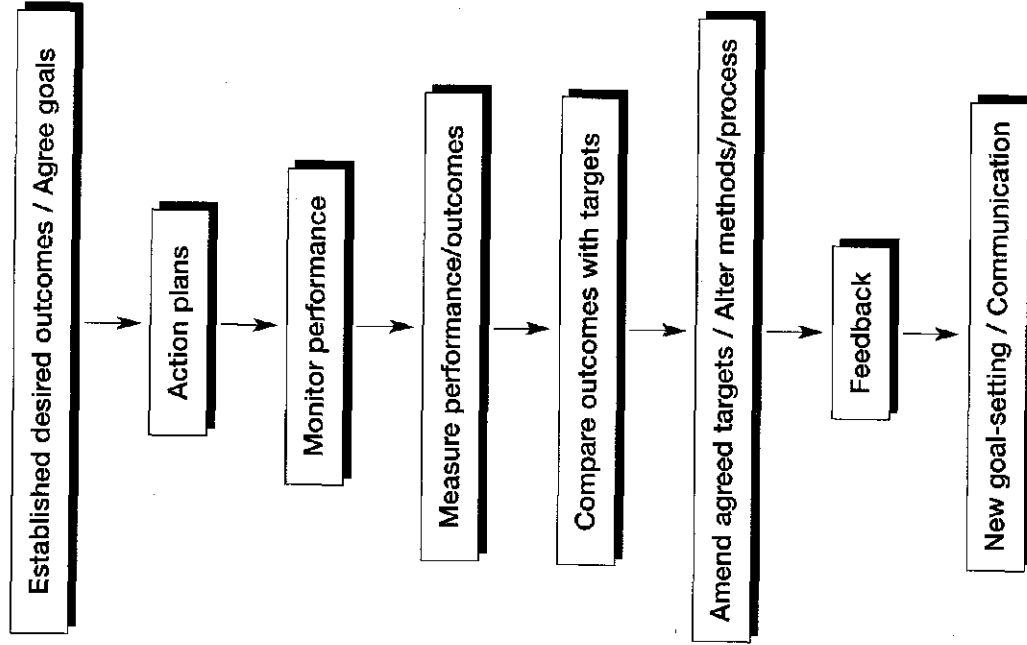 Established desired outcomes / Agree goals
Action plans
Monitor performance
Measure performance/outcomes
Compare outcomes with targets
Amend agreed targets / Alter methods/process
Feedback
New goal-setting / Communication